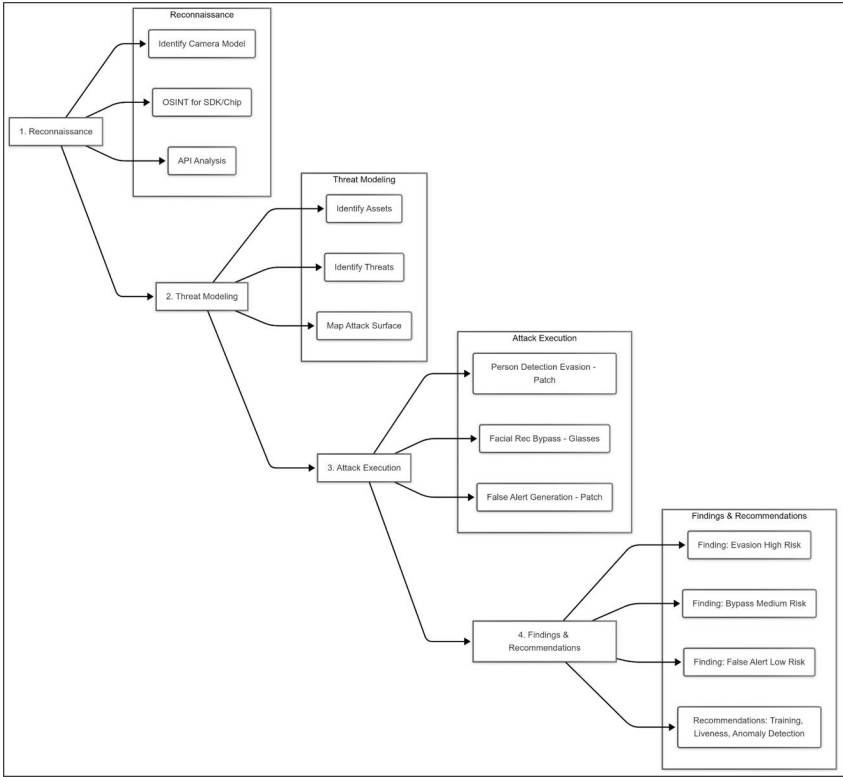 Reconnaissance
Identify Camera Model
OSINT for SDK/Chip
1. Reconnaissance
API Analysis
Threat Modeling
Identify Assets
Identify Threats
2. Threat Modeling
Map Attack Surface
Attack Execution
Person Detection Evasion -
Patch
Facial Rec Bypass - Glasses
3. Attack Execution
False Alert Generation - Patch
Findings & Recommendations
Finding: Evasion High Risk
Finding: Bypass Medium Risk
4. Findings &
Recommendations
Finding: False Alert Low Risk
Recommendations: Training,
Liveness, Anomaly Detection